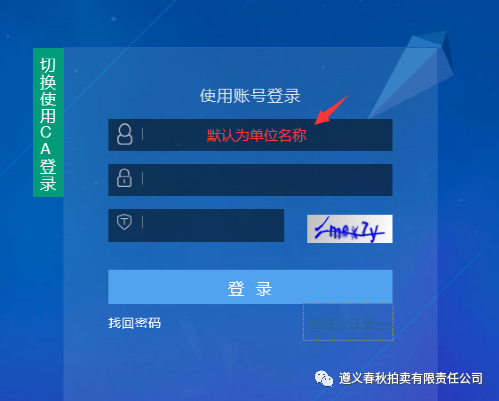 切换使用CA登录
使用账号登录
默认为单位名称
登 录
找回密码
遵义春秋拍卖有限责任公司